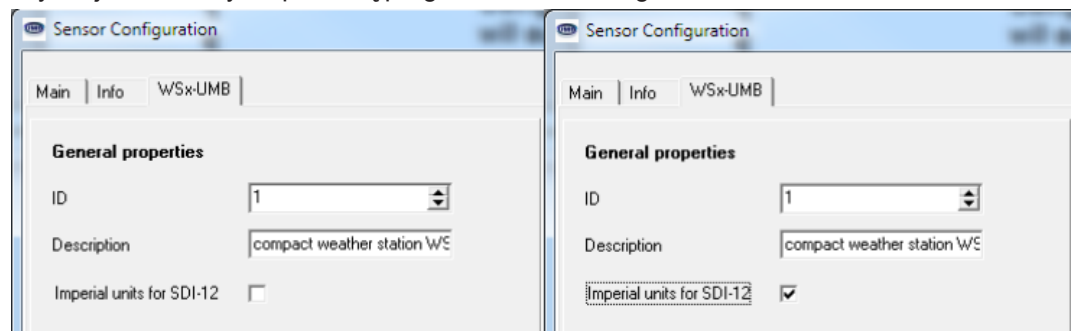 Sensor Configuration
Main Info WSx-UMB
General properties
ID 1
Description compact weather station WS
Imperial units for SDI-12
Sensor Configuration
Main Info WSx-UMB
General properties
ID 1
Description compact weather station WS
Imperial units for SDI-12